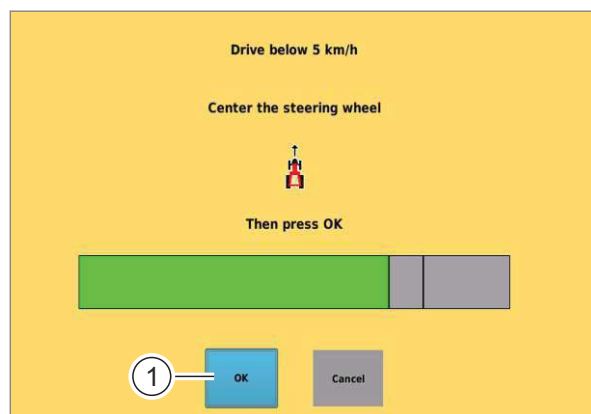 Drive below 5 km/h
Center the steering wheel
Then press OK
1
OK Cancel